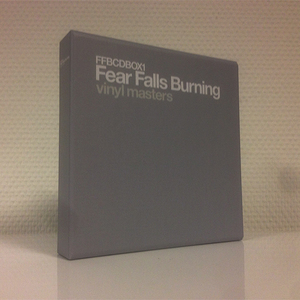 FFBCDBOX1
Fear Falls Burning
vinyl masters